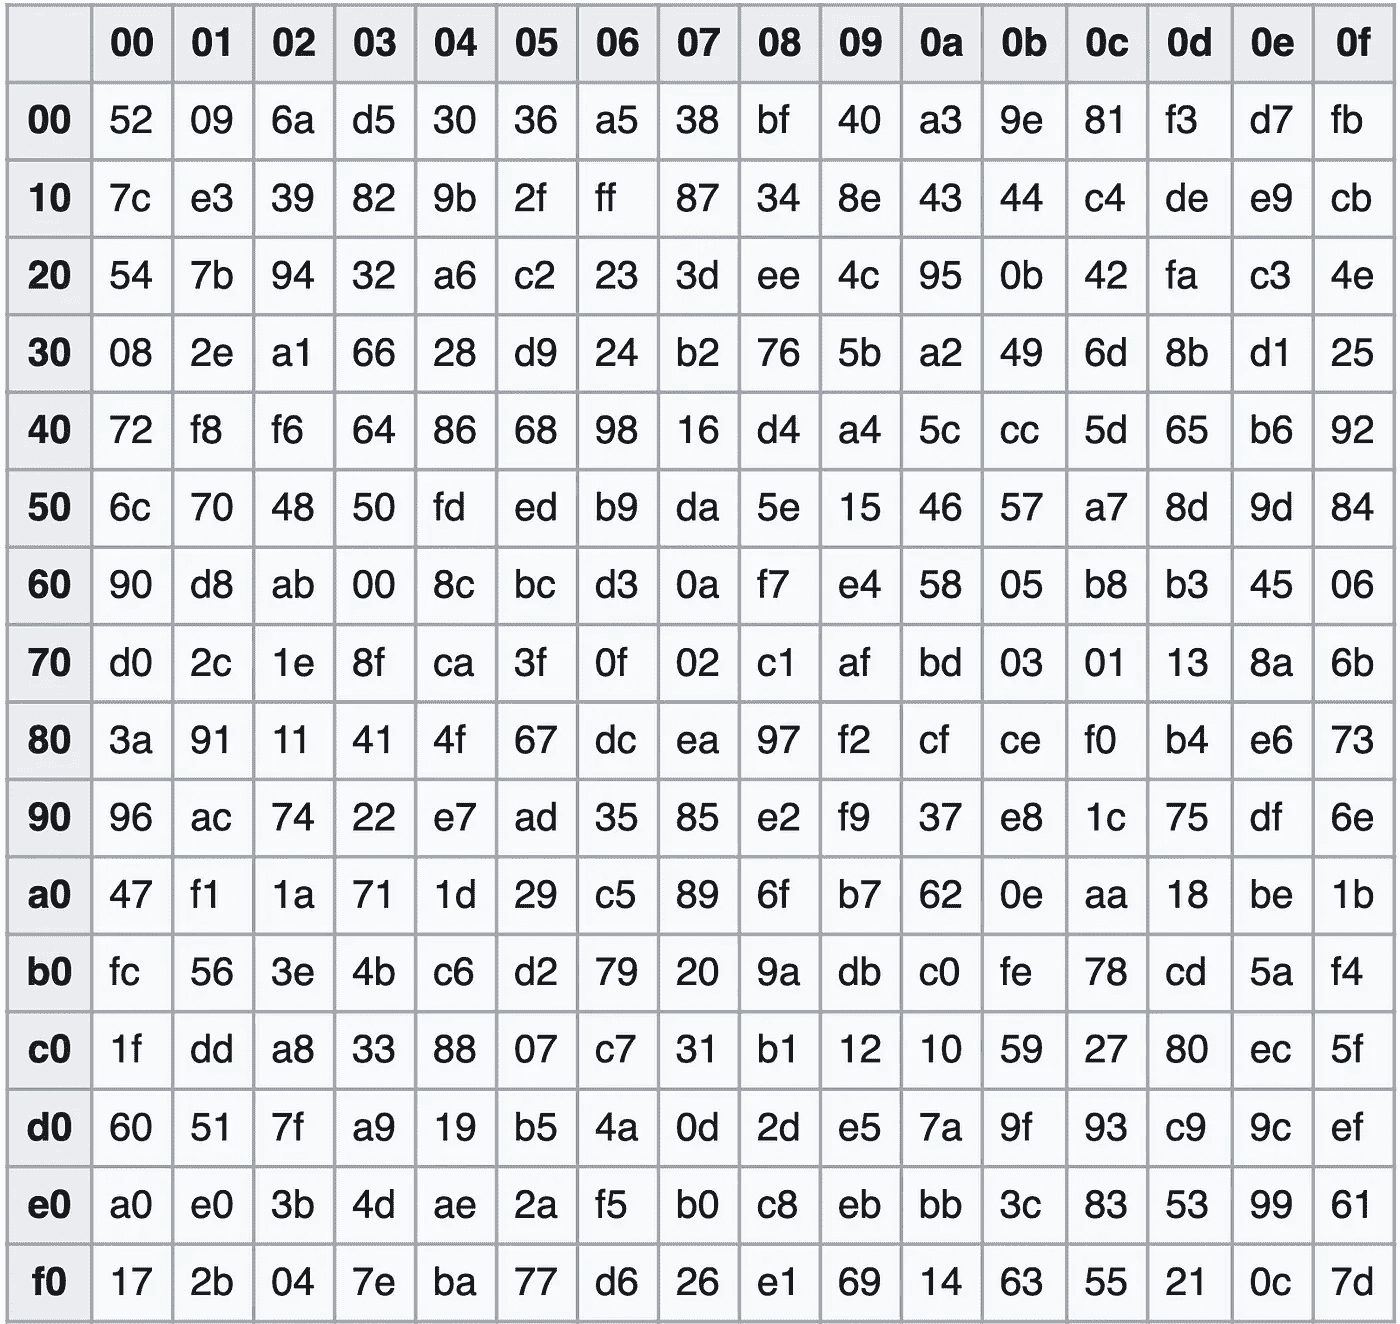 00 01 02 03 04 05 06 07 08 09 0a 0b 0c 0d 0e 0f
00 52 09 6a d5 30 36 a5 38 bf 40 a3 9e 81 f3 d7 fb
10 7c e3 39 82 9b 2f ff 87 34 8e 43 44 c4 de e9 cb
20 54 7b 94 32 a6 c2 23 3d ee 4c 95 0b 42 fa c3 4e
30 08 2e a1 66 28 d9 24 b2 76 5b a2 49 6d 8b d1 25
40 72 f8 f6 64 86 68 98 16 d4 a4 5c cc 5d 65 b6 92
50 6c 70 48 50 fd ed b9 da 5e 15 46 57 a7 8d 9d 84
60 90 d8 ab 00 8c bc d3 0a f7 e4 58 05 b8 b3 45 06
70 d0 2c 1e 8f ca 3f 0f 02 c1 af bd 03 01 13 8a 6b
80 3a 91 11 41 4f 67 dc ea 97 f2 cf ce f0 b4 e6 73
90 96 ac 74 22 e7 ad 35 85 e2 f9 37 e8 1c 75 df 6e
a0 47 f1 1a 71 1d 29 c5 89 6f b7 62 0e aa 18 be 1b
b0 fc 56 3e 4b c6 d2 79 20 9a db c0 fe 78 cd 5a f4
c0 1f dd a8 33 88 07 c7 31 b1 12 10 59 27 80 ec 5f
d0 60 51 7f a9 19 b5 4a 0d 2d e5 7a 9f 93 c9 9c ef
e0 a0 e0 3b 4d ae 2a f5 b0 c8 eb bb 3c 83 53 99 61
f0 17 2b 04 7e ba 77 d6 26 e1 69 14 63 55 21 0c 7d